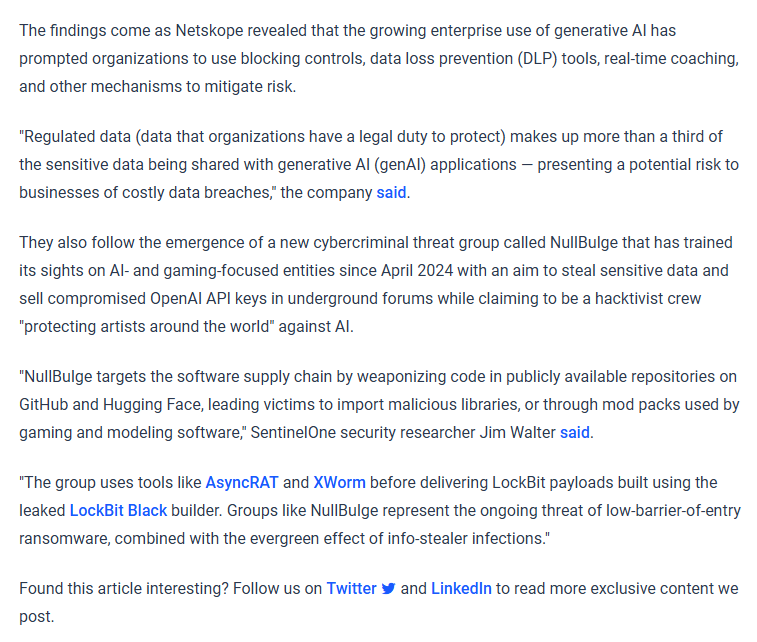 The findings come as Netskope revealed that the growing enterprise use of generative AI has
prompted organizations to use blocking controls, data loss prevention (DLP) tools, real-time coaching,
and other mechanisms to mitigate risk.
"Regulated data (data that organizations have a legal duty to protect) makes up more than a third of
the sensitive data being shared with generative AI (genAI) applications — presenting a potential risk to
businesses of costly data breaches," the company said.
They also follow the emergence of a new cybercriminal threat group called NullBulge that has trained
its sights on AI- and gaming-focused entities since April 2024 with an aim to steal sensitive data and
sell compromised OpenAI API keys in underground forums while claiming to be a hacktivist crew
"protecting artists around the world" against AI.
"NullBulge targets the software supply chain by weaponizing code in publicly available repositories on
GitHub and Hugging Face, leading victims to import malicious libraries, or through mod packs used by
gaming and modeling software," SentinelOne security researcher Jim Walter said.
"The group uses tools like AsyncRAT and XWorm before delivering LockBit payloads built using the
leaked LockBit Black builder. Groups like NullBulge represent the ongoing threat of low-barrier-of-entry
ransomware, combined with the evergreen effect of info-stealer infections."
Found this article interesting? Follow us on Twitter and LinkedIn to read more exclusive content we
post.